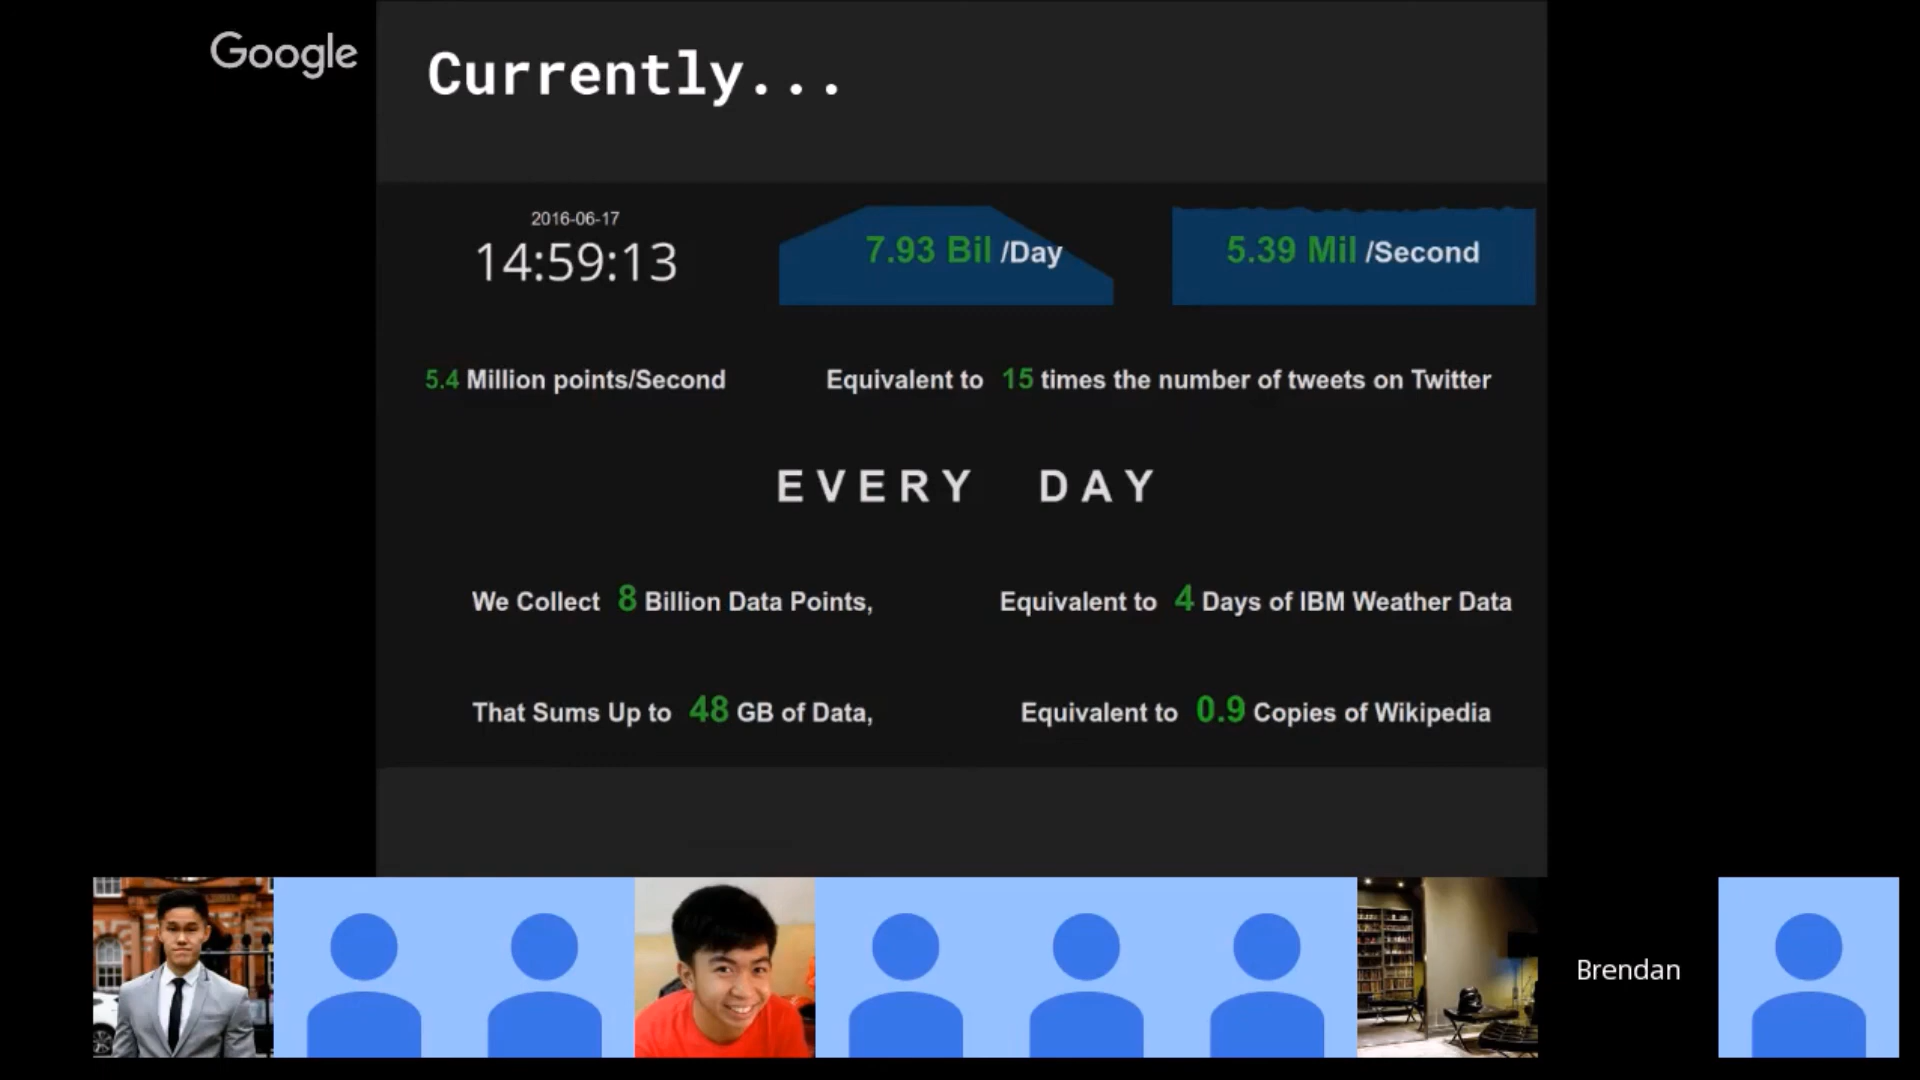 Google
Currently...
2016-06-17
14:59:13
7.93 Bil /Day
5.39 Mil /Second
5.4 Million points/Second
Equivalent to 15 times the number of tweets on Twitter
EVERY DAY
We Collect 8 Billion Data Points,
Equivalent to 4 Days of IBM Weather Data
That Sums Up to 48 GB of Data,
Equivalent to 0.9 Copies of Wikipedia
Brendan